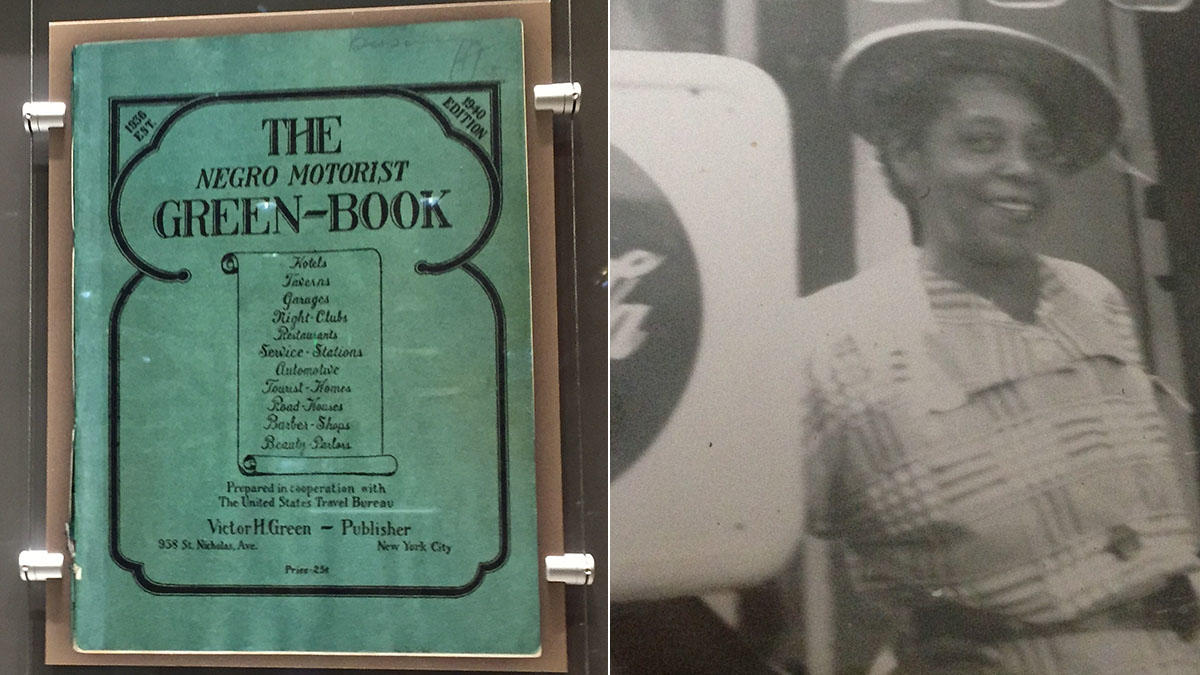 1936
EST.
1940
EDITION
THE
NEGRO MOTORIST
GREEN-BOOK
Hotels
Taverns
Garages
Night-Clubs
Restaurants
Service-Stations
Automotive
Tourist-Homes
Road-Houses
Barber-Shops
Beauty-Parlors
Prepared in cooperation with
The United States Travel Bureau
Victor H. Green - Publisher
938 St. Nicholas, Ave.
New York City
Price-25¢